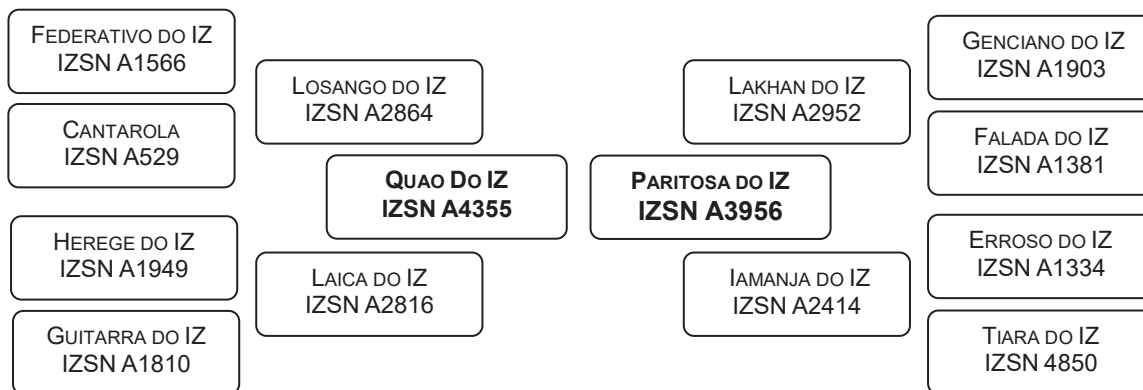 FEDERATIVO DO IZ
IZSN A1566
CANTAROLA
IZSN A529
HEREGE DO IZ
IZSN A1949
GUITARRA DO IZ
IZSN A1810
LOSANGO DO IZ
IZSN A2864
LAICA DO IZ
IZSN A2816
QUAO DO IZ
IZSN A4355
PARITOSA DO IZ
IZSN A3956
LAKHAN DO IZ
IZSN A2952
IAMANJA DO IZ
IZSN A2414
GENCIANO DO IZ
IZSN A1903
FALADA DO IZ
IZSN A1381
ERROSO DO IZ
IZSN A1334
TIARA DO IZ
IZSN 4850